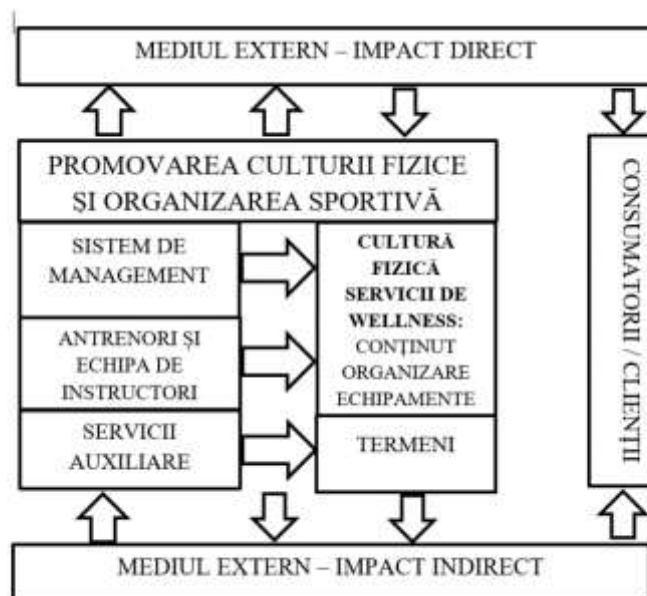 MEDIUL EXTERN – IMPACT DIRECT
PROMOVAREA CULTURII FIZICE
ȘI ORGANIZAREA SPORTIVĂ
SISTEM DE
MANAGEMENT
ANTRENORI ȘI
ECHIPA DE
INSTRUCTORI
SERVICII
AUXILIARE
CULTURĂ
FIZICĂ
SERVICII DE
WELLNESS:
CONȚINUT
ORGANIZARE
ECHIPAMENTE
TERMENI
CONSUMATORII / CLIENȚII
MEDIUL EXTERN – IMPACT INDIRECT